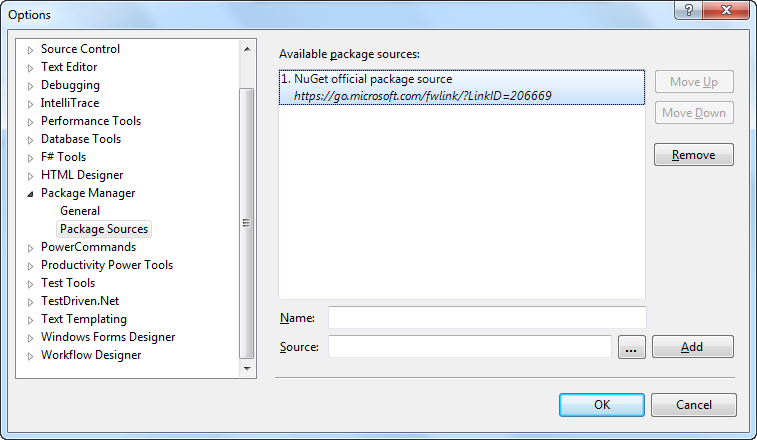 Options
Source Control
Text Editor
Debugging
IntelliTrace
Performance Tools
Database Tools
F# Tools
HTML Designer
Package Manager
General
Package Sources
PowerCommands
Productivity Power Tools
Test Tools
TestDriven.Net
Text Templating
Windows Forms Designer
Workflow Designer
Available package sources:
1. NuGet official package source
https://go.microsoft.com/fwlink/?LinkID=206669
Move Up
Move Down
Remove
Name:
Source:
...
Add
OK
Cancel